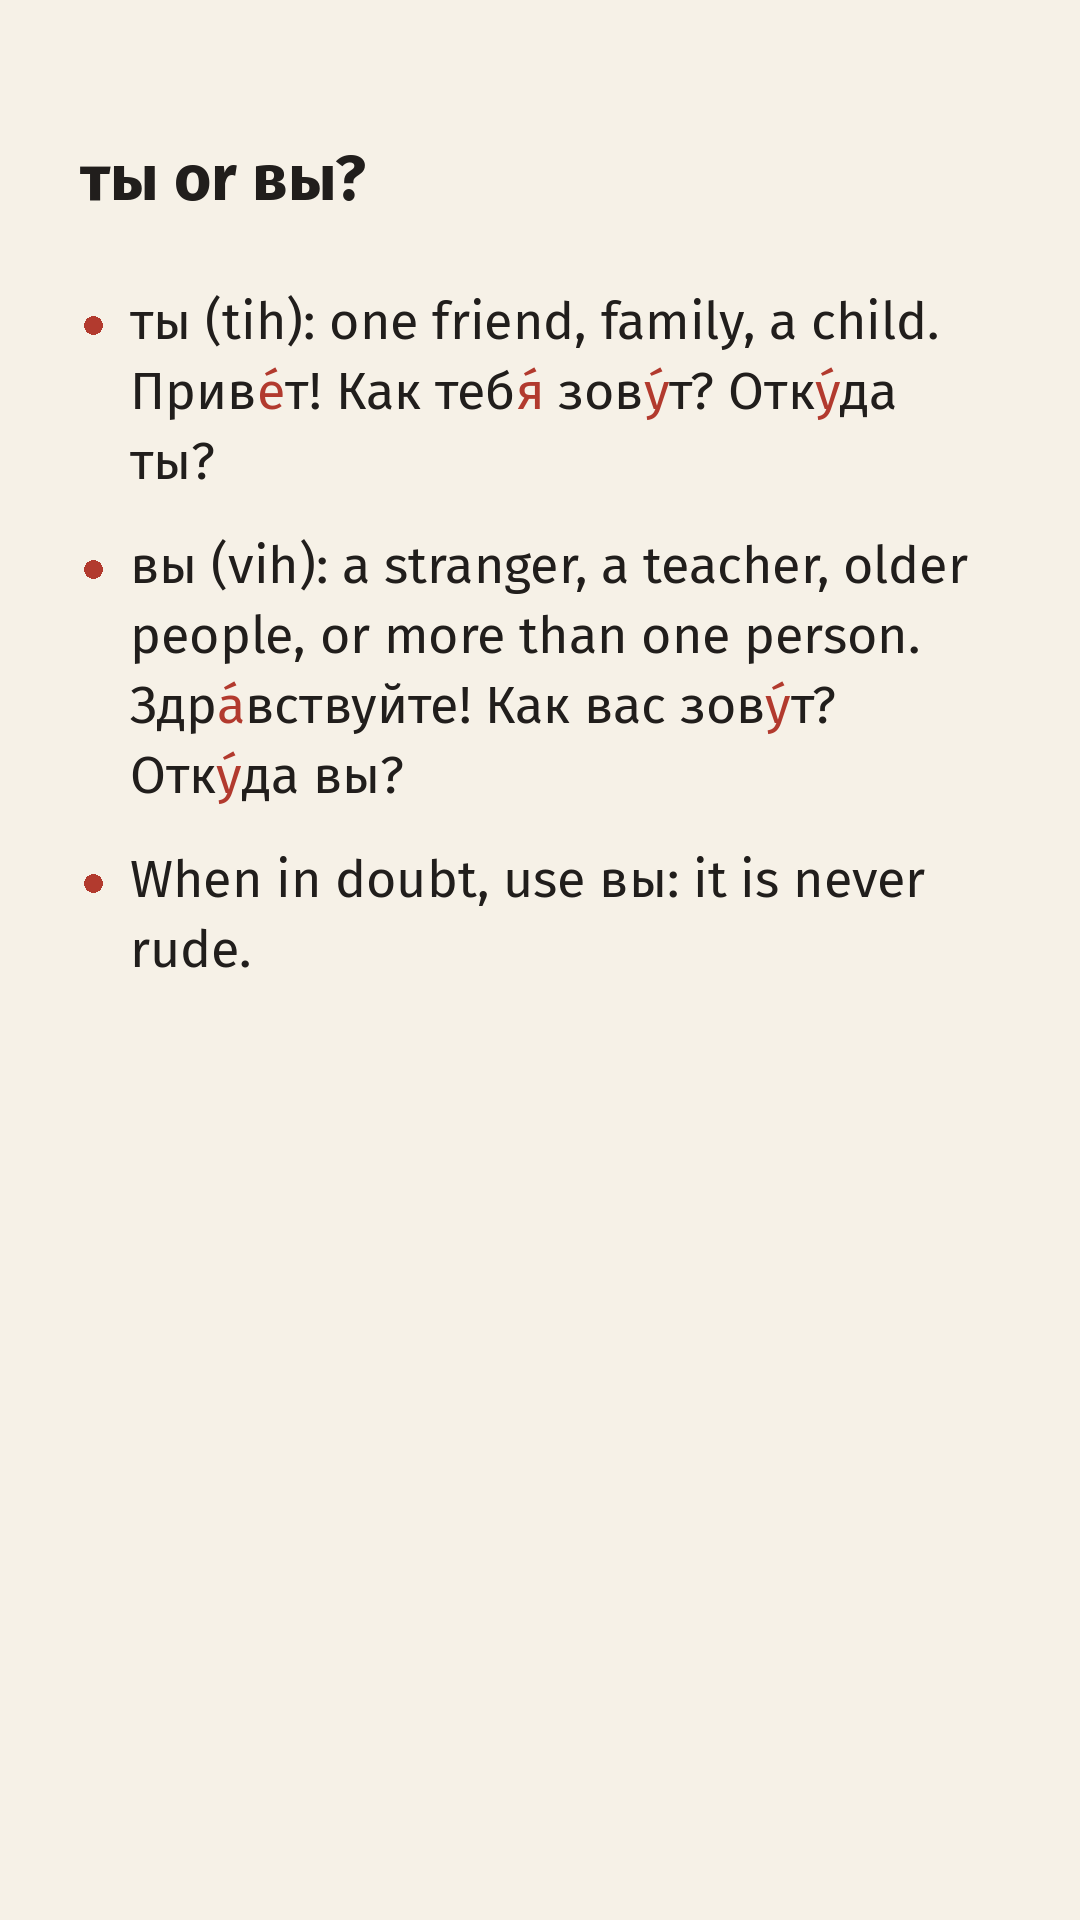 ты or вы?
• ты (tih): one friend, family, a child.
Приве́т! Как тебя́ зову́т? Отку́да
ты?
• вы (vih): a stranger, a teacher, older
people, or more than one person.
Здра́вствуйте! Как вас зову́т?
Отку́да вы?
• When in doubt, use вы: it is never
rude.